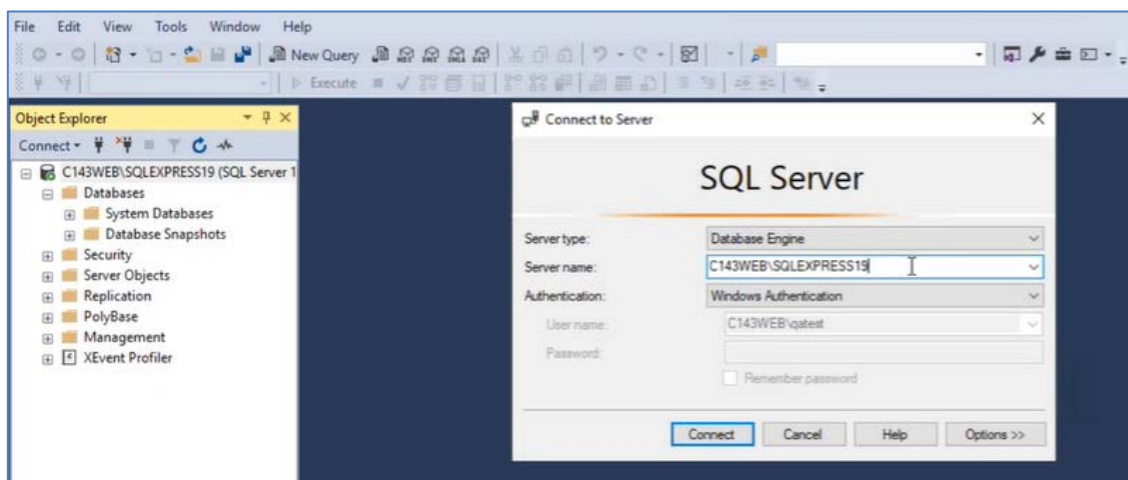 File Edit View Tools Window Help
New Query
Execute
Object Explorer
Connect
C143WEB\SQLEXPRESS19 (SQL Server 1
Databases
System Databases
Database Snapshots
Security
Server Objects
Replication
PolyBase
Management
XEvent Profiler
Connect to Server
SQL Server
Server type: Database Engine
Server name: C143WEB\SQLEXPRESS19
Authentication: Windows Authentication
User name: C143WEB\qatest
Password:
Remember password
Connect Cancel Help Options >>